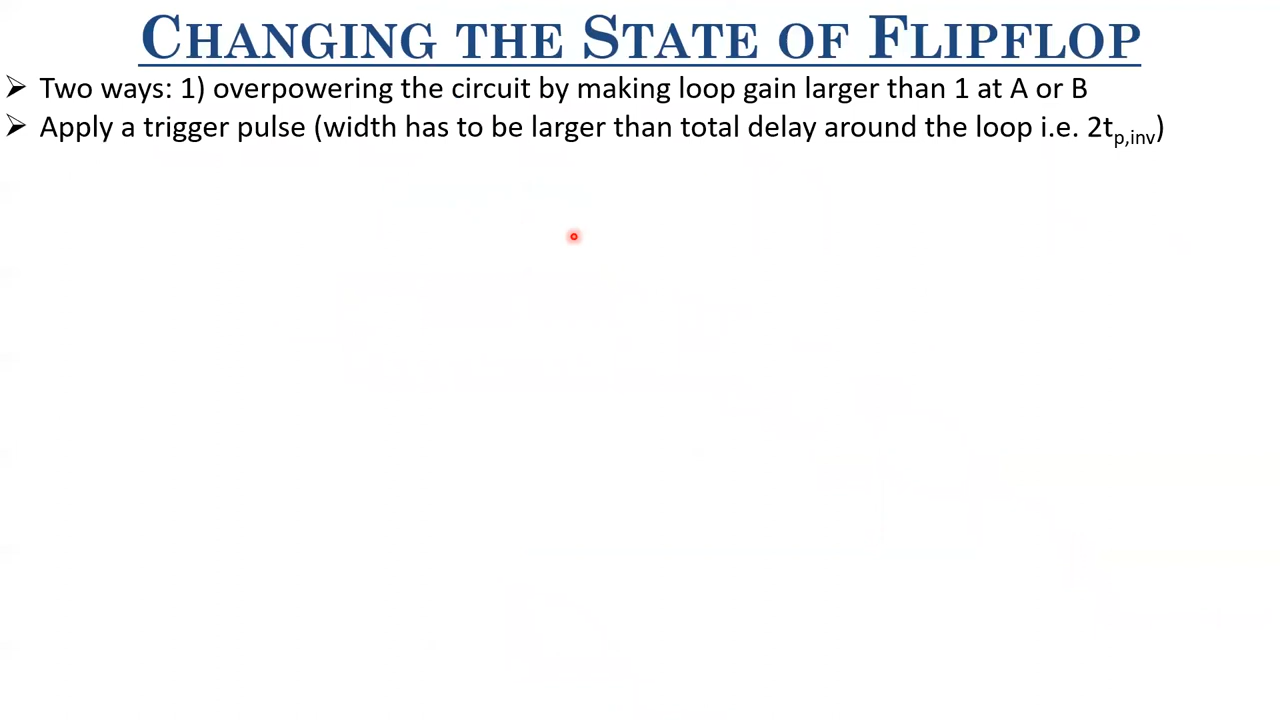 CHANGING THE STATE OF FLIPFLOP
➢ Two ways: 1) overpowering the circuit by making loop gain larger than 1 at A or B
➢ Apply a trigger pulse (width has to be larger than total delay around the loop i.e. 2tp,inv)